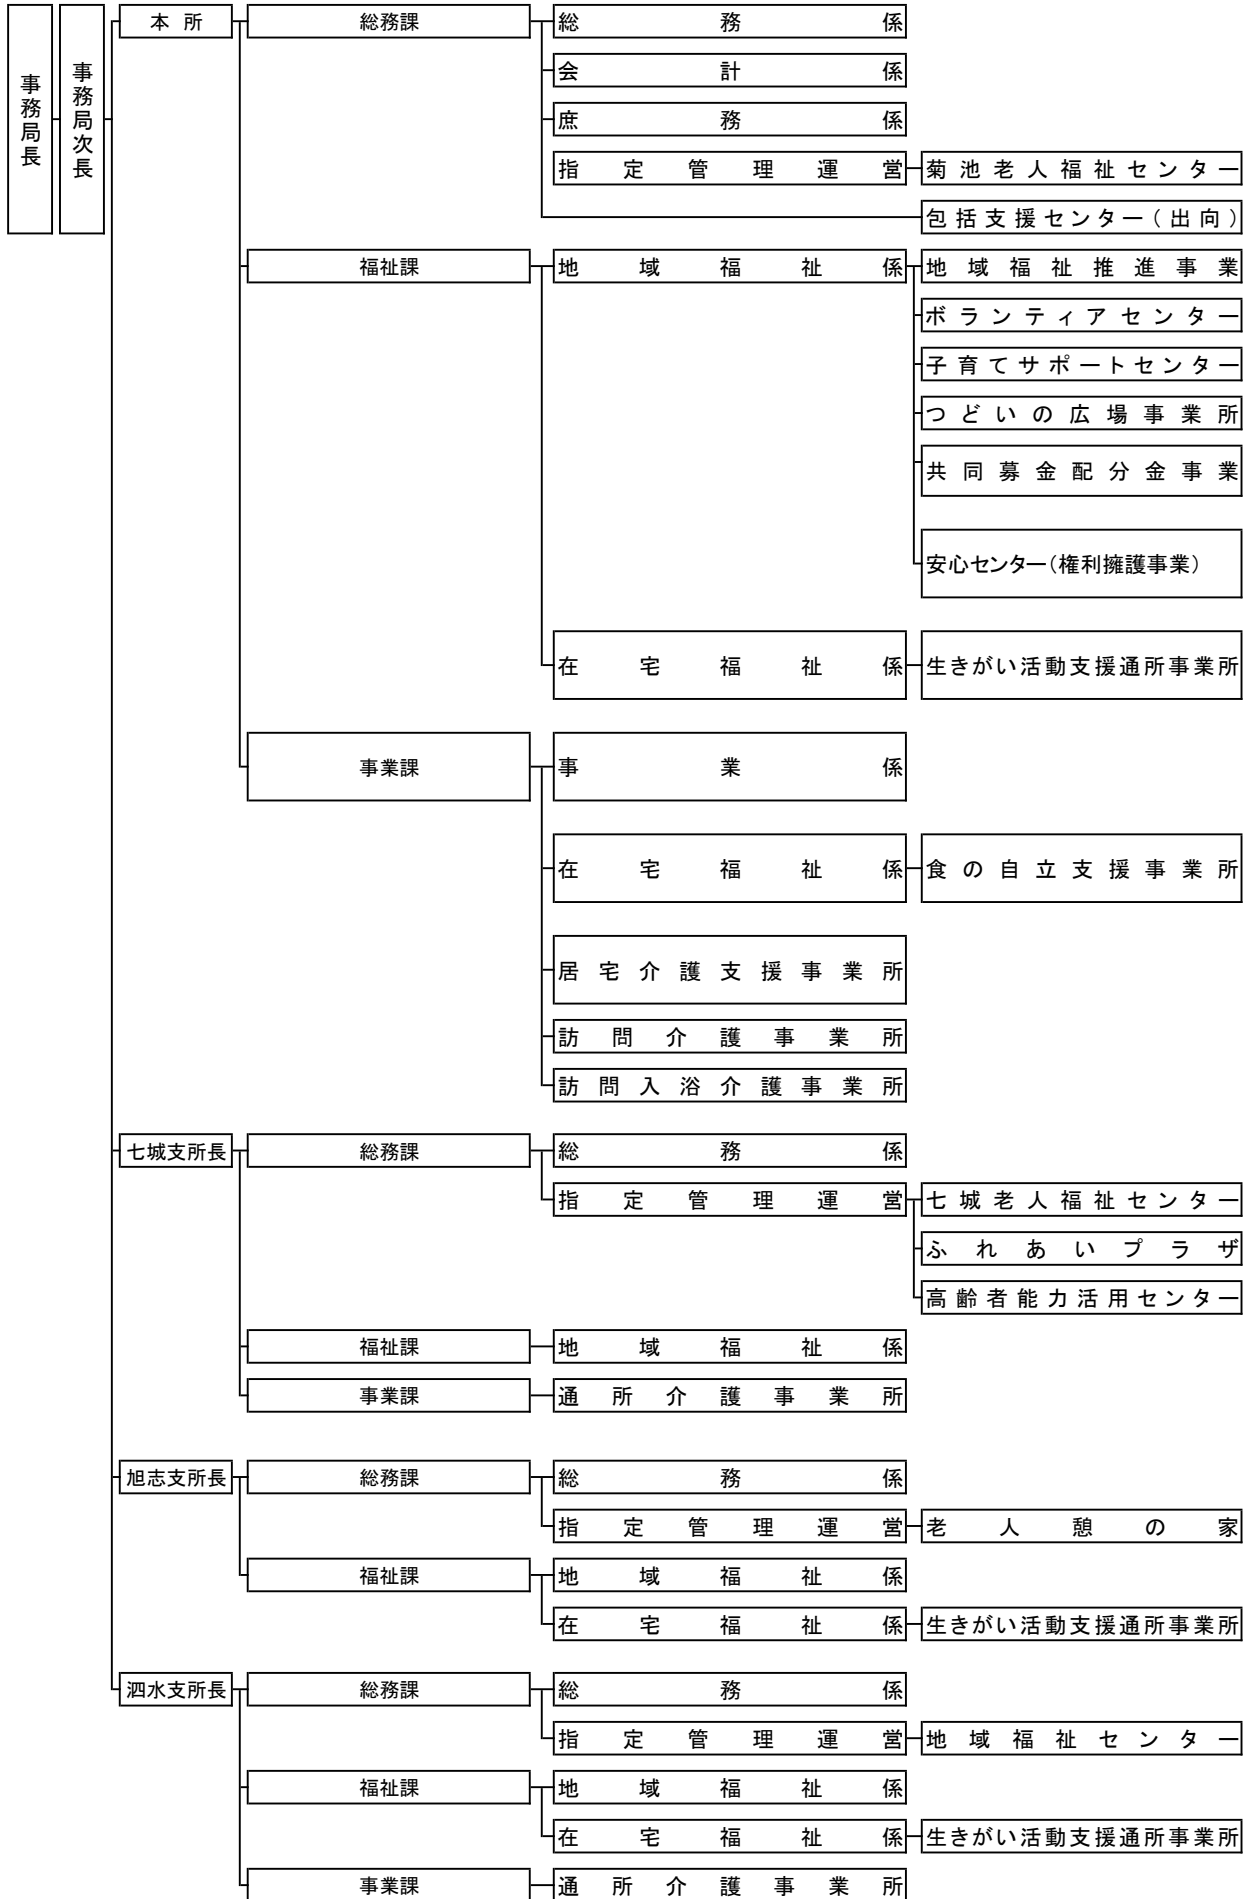 事務局長
事務局次長
本所
総務課
総務係
会計係
庶務係
指定管理運営
菊池老人福祉センター
包括支援センター（出向）
福祉課
地域福祉係
地域福祉推進事業
ボランティアセンター
子育てサポートセンター
つどいの広場事業所
共同募金配分金事業
安心センター（権利擁護事業）
在宅福祉係
生きがい活動支援通所事業所
事業課
事業係
在宅福祉係
食の自立支援事業所
居宅介護支援事業所
訪問介護事業所
訪問入浴介護事業所
七城支所長
総務課
総務係
指定管理運営
七城老人福祉センター
ふれあいプラザ
高齢者能力活用センター
福祉課
地域福祉係
事業課
通所介護事業所
旭志支所長
総務課
総務係
指定管理運営
老人憩の家
福祉課
地域福祉係
在宅福祉係
生きがい活動支援通所事業所
泗水支所長
総務課
総務係
指定管理運営
地域福祉センター
福祉課
地域福祉係
在宅福祉係
生きがい活動支援通所事業所
事業課
通所介護事業所